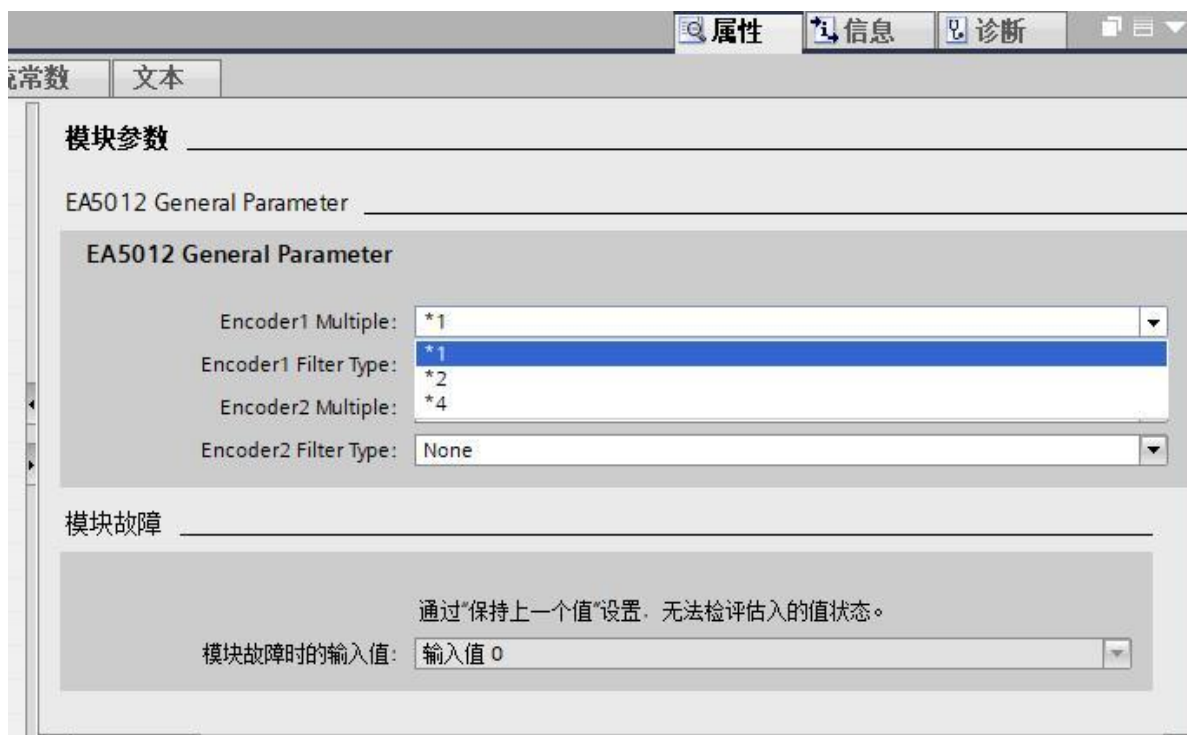 属性 信息 诊断
统常数 文本
模块参数
EA5012 General Parameter
EA5012 General Parameter
Encoder1 Multiple: *1
*1
Encoder1 Filter Type:
*2
Encoder2 Multiple: *4
Encoder2 Filter Type: None
模块故障
通过"保持上一个值"设置，无法检评估入的值状态。
模块故障时的输入值: 输入值 0